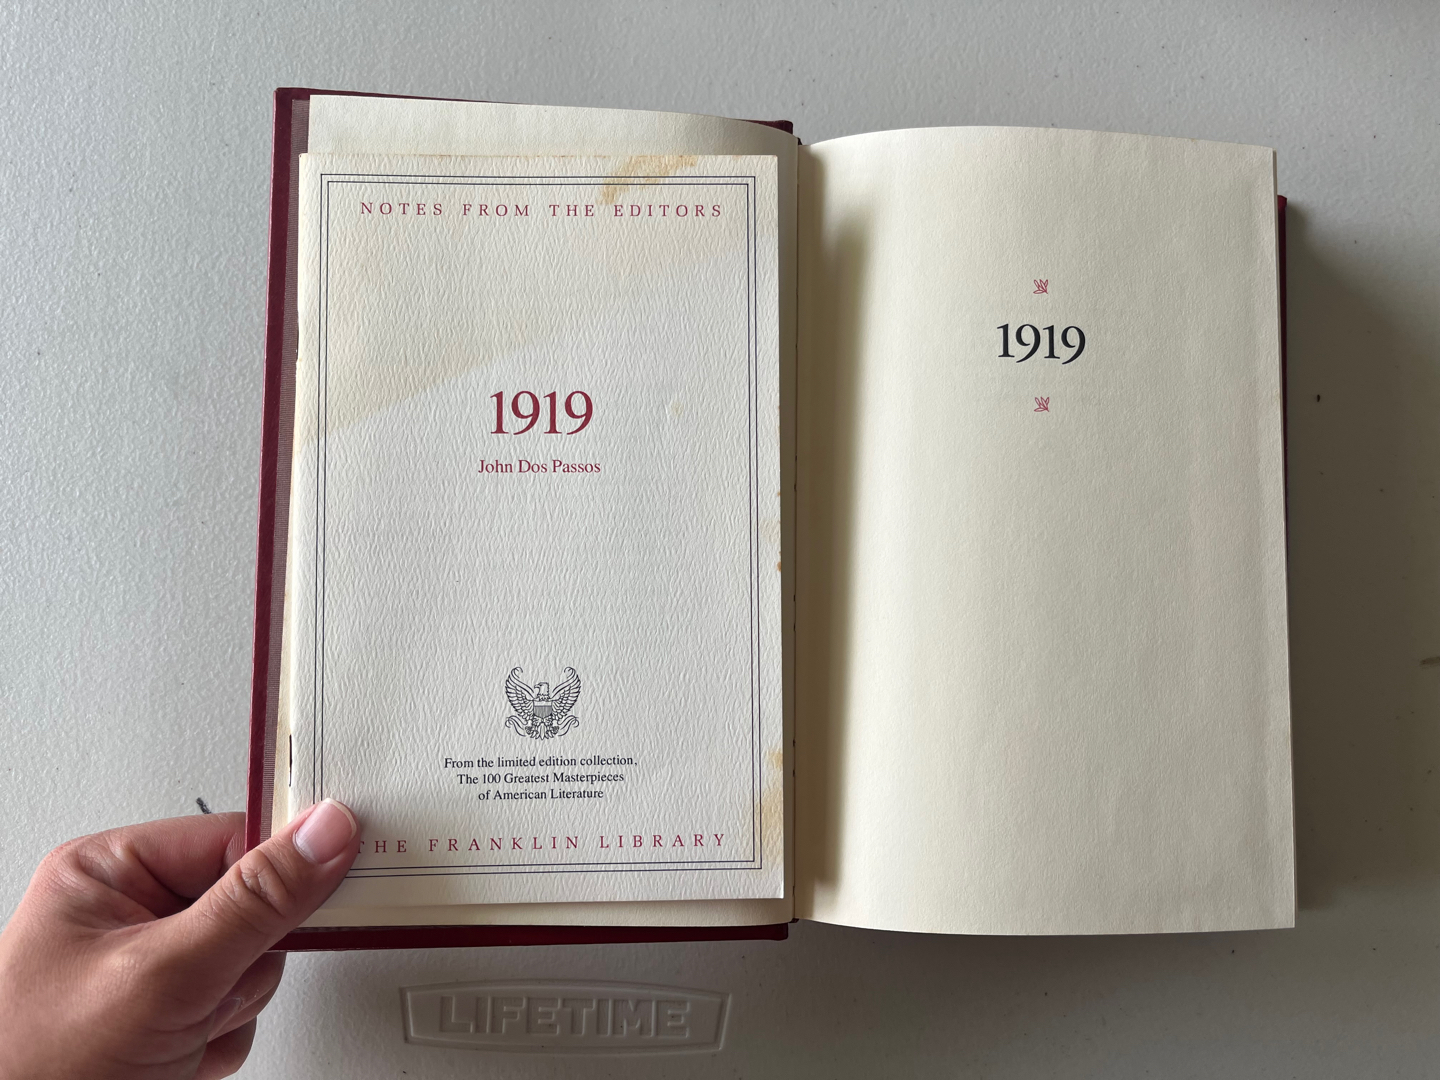 NOTES FROM THE EDITORS
1919
John Dos Passos
From the limited edition collection,
The 100 Greatest Masterpieces
of American Literature
THE FRANKLIN LIBRARY
1919
LIFETIME